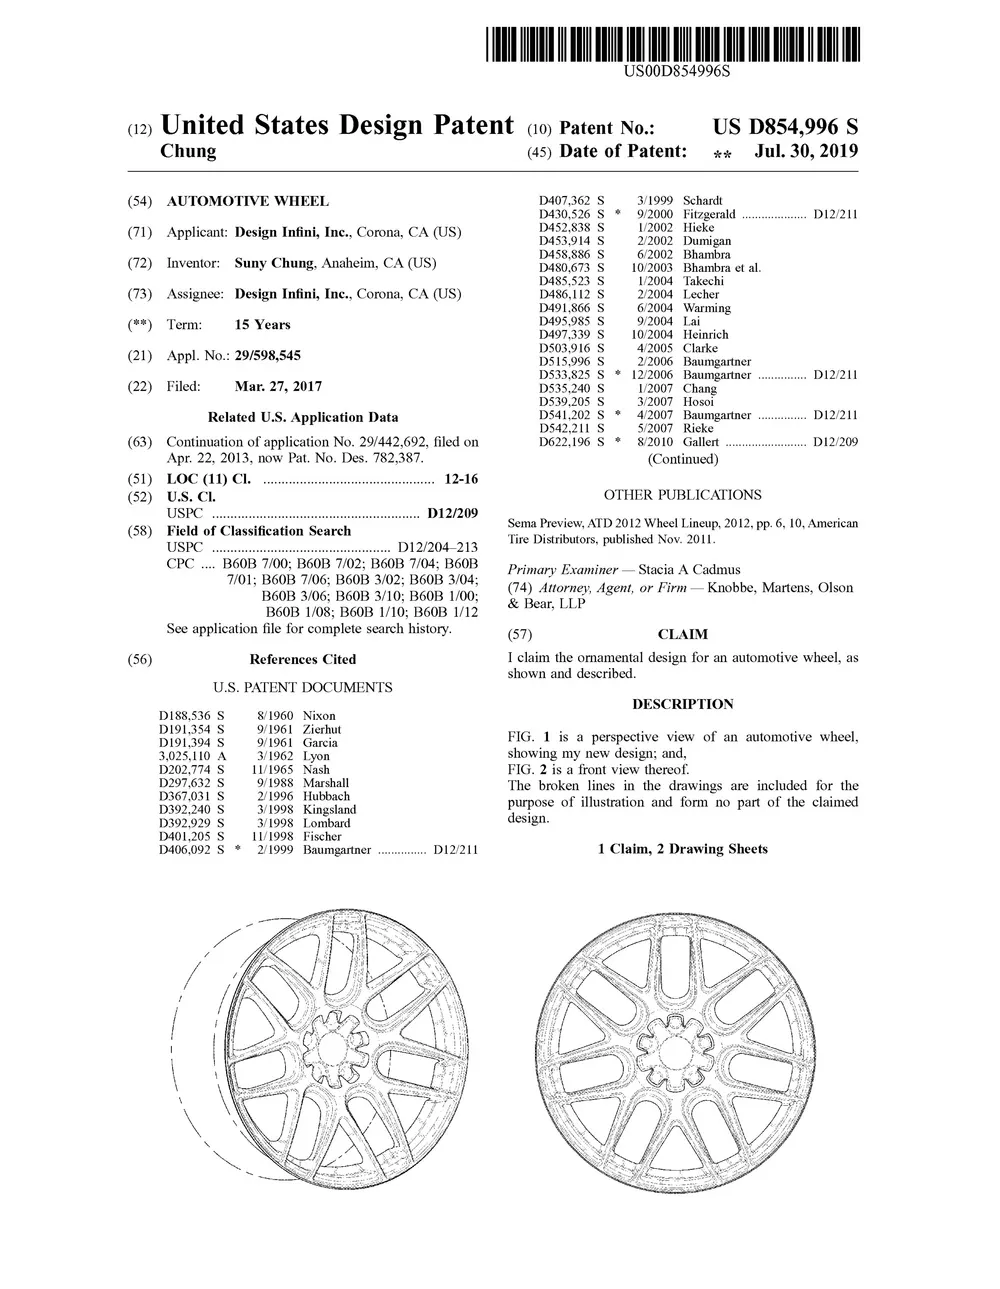 US00D854996S
(12) United States Design Patent
Chung
(10) Patent No.: US D854,996 S
(45) Date of Patent: ** Jul. 30, 2019
(54) AUTOMOTIVE WHEEL
(71) Applicant: Design Infini, Inc., Corona, CA (US)
(72) Inventor: Suny Chung, Anaheim, CA (US)
(73) Assignee: Design Infini, Inc., Corona, CA (US)
(**) Term: 15 Years
(21) Appl. No.: 29/598,545
(22) Filed: Mar. 27, 2017
Related U.S. Application Data
(63) Continuation of application No. 29/442,692, filed on
Apr. 22, 2013, now Pat. No. Des. 782,387.
(51) LOC (11) Cl. ............................................... 12-16
(52) U.S. Cl.
USPC ......................................................... D12/209
(58) Field of Classification Search
USPC ................................................. D12/204–213
CPC .... B60B 7/00; B60B 7/02; B60B 7/04; B60B
7/01; B60B 7/06; B60B 3/02; B60B 3/04;
B60B 3/06; B60B 3/10; B60B 1/00;
B60B 1/08; B60B 1/10; B60B 1/12
See application file for complete search history.
(56) References Cited
U.S. PATENT DOCUMENTS
D188,536 S 8/1960 Nixon
D191,354 S 9/1961 Zierhut
D191,394 S 9/1961 Garcia
3,025,110 A 3/1962 Lyon
D202,774 S 11/1965 Nash
D297,632 S 9/1988 Marshall
D367,031 S 2/1996 Hubbach
D392,240 S 3/1998 Kingsland
D392,929 S 3/1998 Lombard
D401,205 S 11/1998 Fischer
D406,092 S * 2/1999 Baumgartner ............... D12/211
D407,362 S 3/1999 Schardt
D430,526 S * 9/2000 Fitzgerald .................... D12/211
D452,838 S 1/2002 Hieke
D453,914 S 2/2002 Dumigan
D458,886 S 6/2002 Bhambra
D480,673 S 10/2003 Bhambra et al.
D485,523 S 1/2004 Takechi
D486,112 S 2/2004 Lecher
D491,866 S 6/2004 Warming
D495,985 S 9/2004 Lai
D497,339 S 10/2004 Heinrich
D503,916 S 4/2005 Clarke
D515,996 S 2/2006 Baumgartner
D533,825 S * 12/2006 Baumgartner ............... D12/211
D535,240 S 1/2007 Chang
D539,205 S 3/2007 Hosoi
D541,202 S * 4/2007 Baumgartner ............... D12/211
D542,211 S 5/2007 Rieke
D622,196 S * 8/2010 Gallert ......................... D12/209
(Continued)
OTHER PUBLICATIONS
Sema Preview, ATD 2012 Wheel Lineup, 2012, pp. 6, 10, American
Tire Distributors, published Nov. 2011.
Primary Examiner — Stacia A Cadmus
(74) Attorney, Agent, or Firm — Knobbe, Martens, Olson
& Bear, LLP
(57) CLAIM
I claim the ornamental design for an automotive wheel, as
shown and described.
DESCRIPTION
FIG. 1 is a perspective view of an automotive wheel,
showing my new design; and,
FIG. 2 is a front view thereof.
The broken lines in the drawings are included for the
purpose of illustration and form no part of the claimed
design.
1 Claim, 2 Drawing Sheets